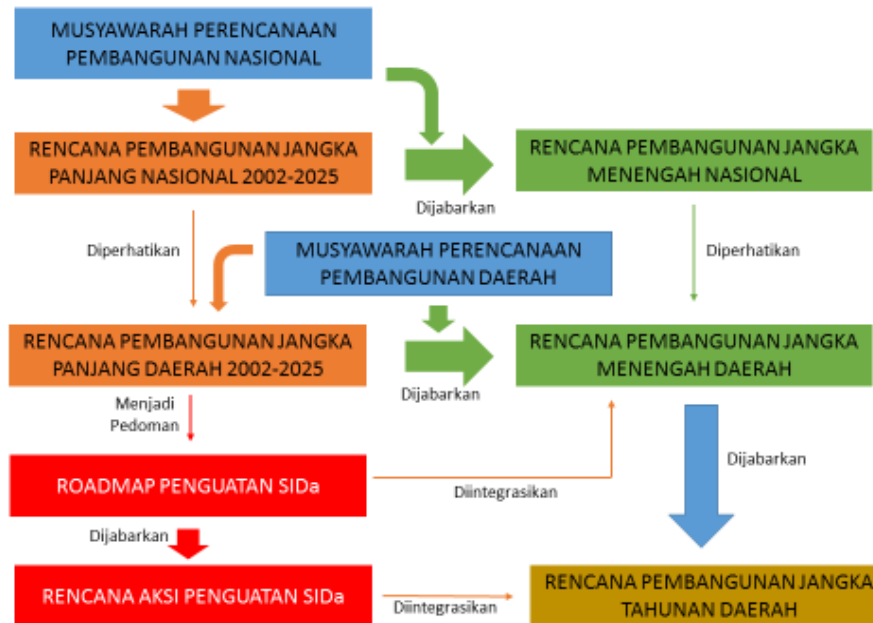 MUSYAWARAH PERENCANAAN
PEMBANGUNAN NASIONAL
RENCANA PEMBANGUNAN JANGKA
PANJANG NASIONAL 2002-2025
RENCANA PEMBANGUNAN JANGKA
MENENGAH NASIONAL
Dijabarkan
Diperhatikan
MUSYAWARAH PERENCANAAN
PEMBANGUNAN DAERAH
Diperhatikan
RENCANA PEMBANGUNAN JANGKA
PANJANG DAERAH 2002-2025
RENCANA PEMBANGUNAN JANGKA
MENENGAH DAERAH
Dijabarkan
Menjadi
Pedoman
Dijabarkan
ROADMAP PENGUATAN SIDa
Diintegrasikan
Dijabarkan
RENCANA AKSI PENGUATAN SIDa
Diintegrasikan
RENCANA PEMBANGUNAN JANGKA
TAHUNAN DAERAH